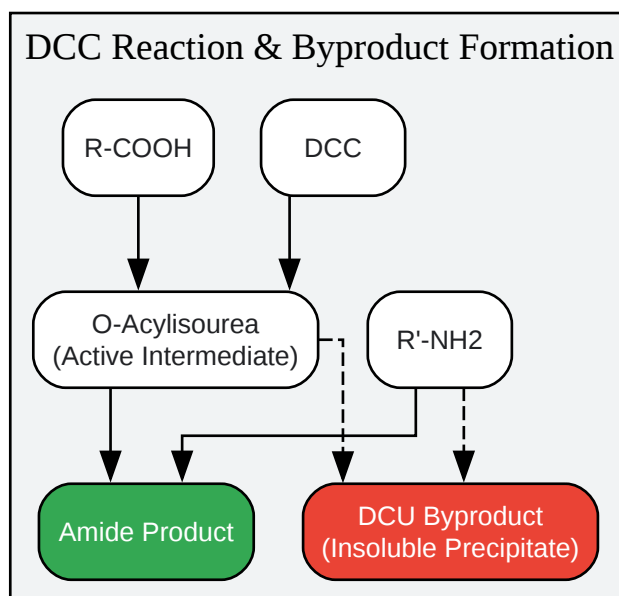 DCC Reaction & Byproduct Formation
R-COOH
DCC
O-Acylisourea
(Active Intermediate)
R'-NH2
Amide Product
DCU Byproduct
(Insoluble Precipitate)